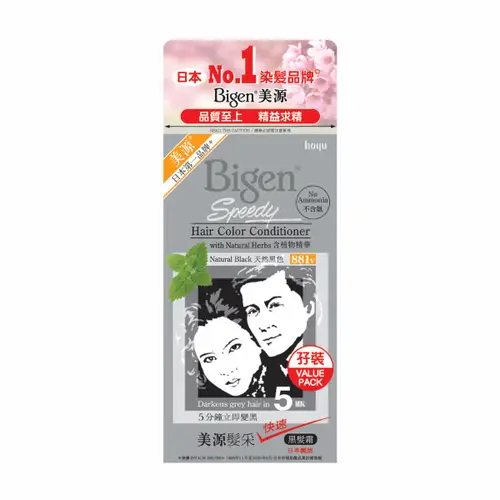 日本 No.1 染髮品牌
Bigen® 美源
品質至上 精益求精
美源®
日本第一品牌*
hoyu
Bigen®
Speedy
No Ammonia
不含氨
Hair Color Conditioner
with Natural Herbs 含植物精華
Natural Black 天然黑色 881v
孖裝
VALUE PACK
Darkens grey hair in 5 Min.
5分鐘立即變黑
美源髮采
快速
黑髮霜
日本製造